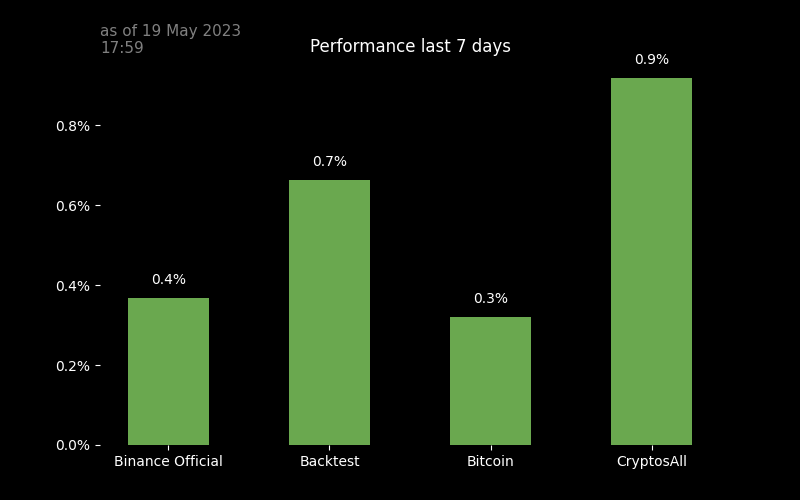 as of 19 May 2023
17:59
Performance last 7 days
0.9%
0.8%
0.7%
0.6%
0.4%
0.4%
0.3%
0.2%
0.0%
Binance Official
Backtest
Bitcoin
CryptosAll